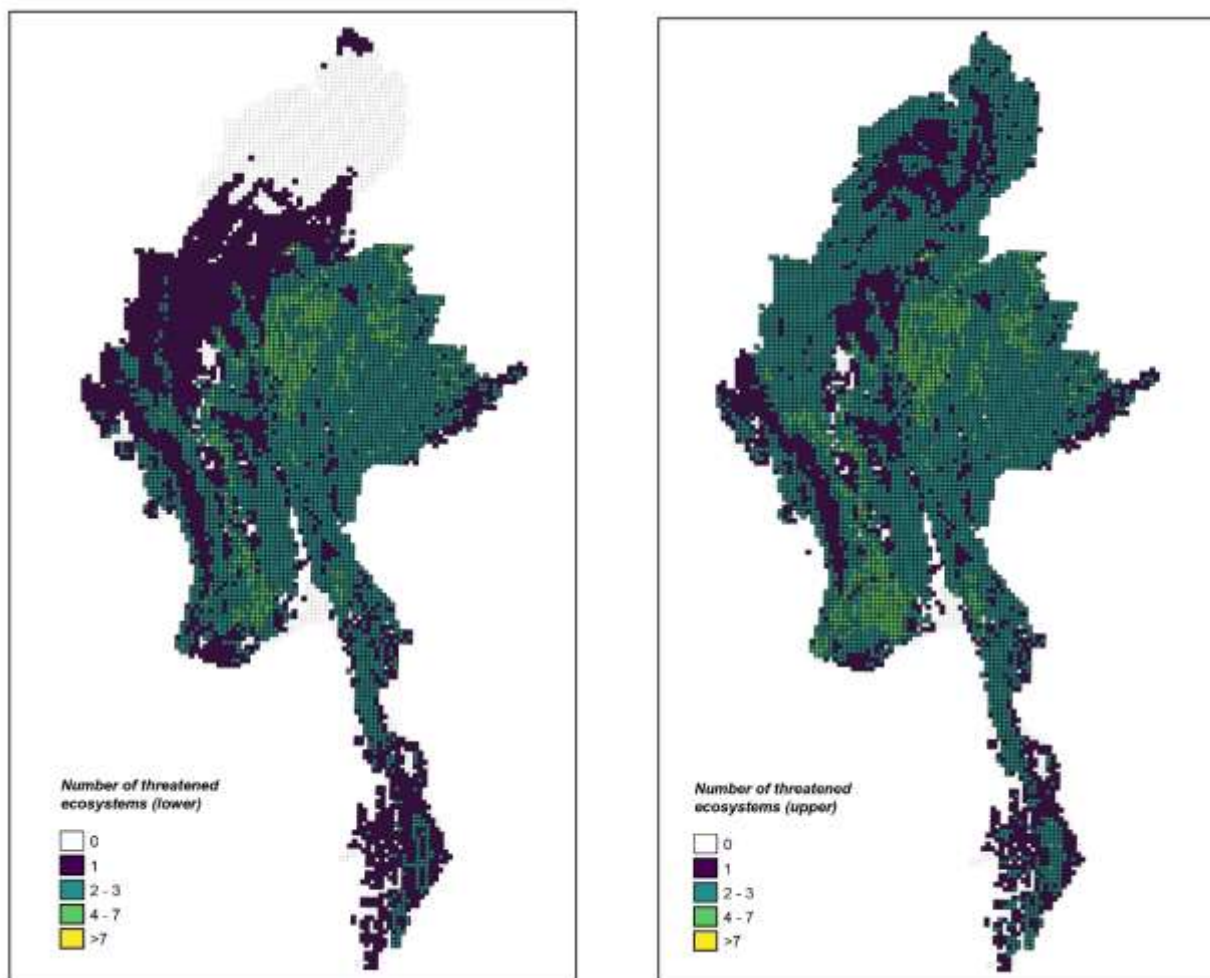 Number of threatened
ecosystems (lower)
0
1
2 - 3
4 - 7
>7
Number of threatened
ecosystems (upper)
0
1
2 - 3
4 - 7
>7